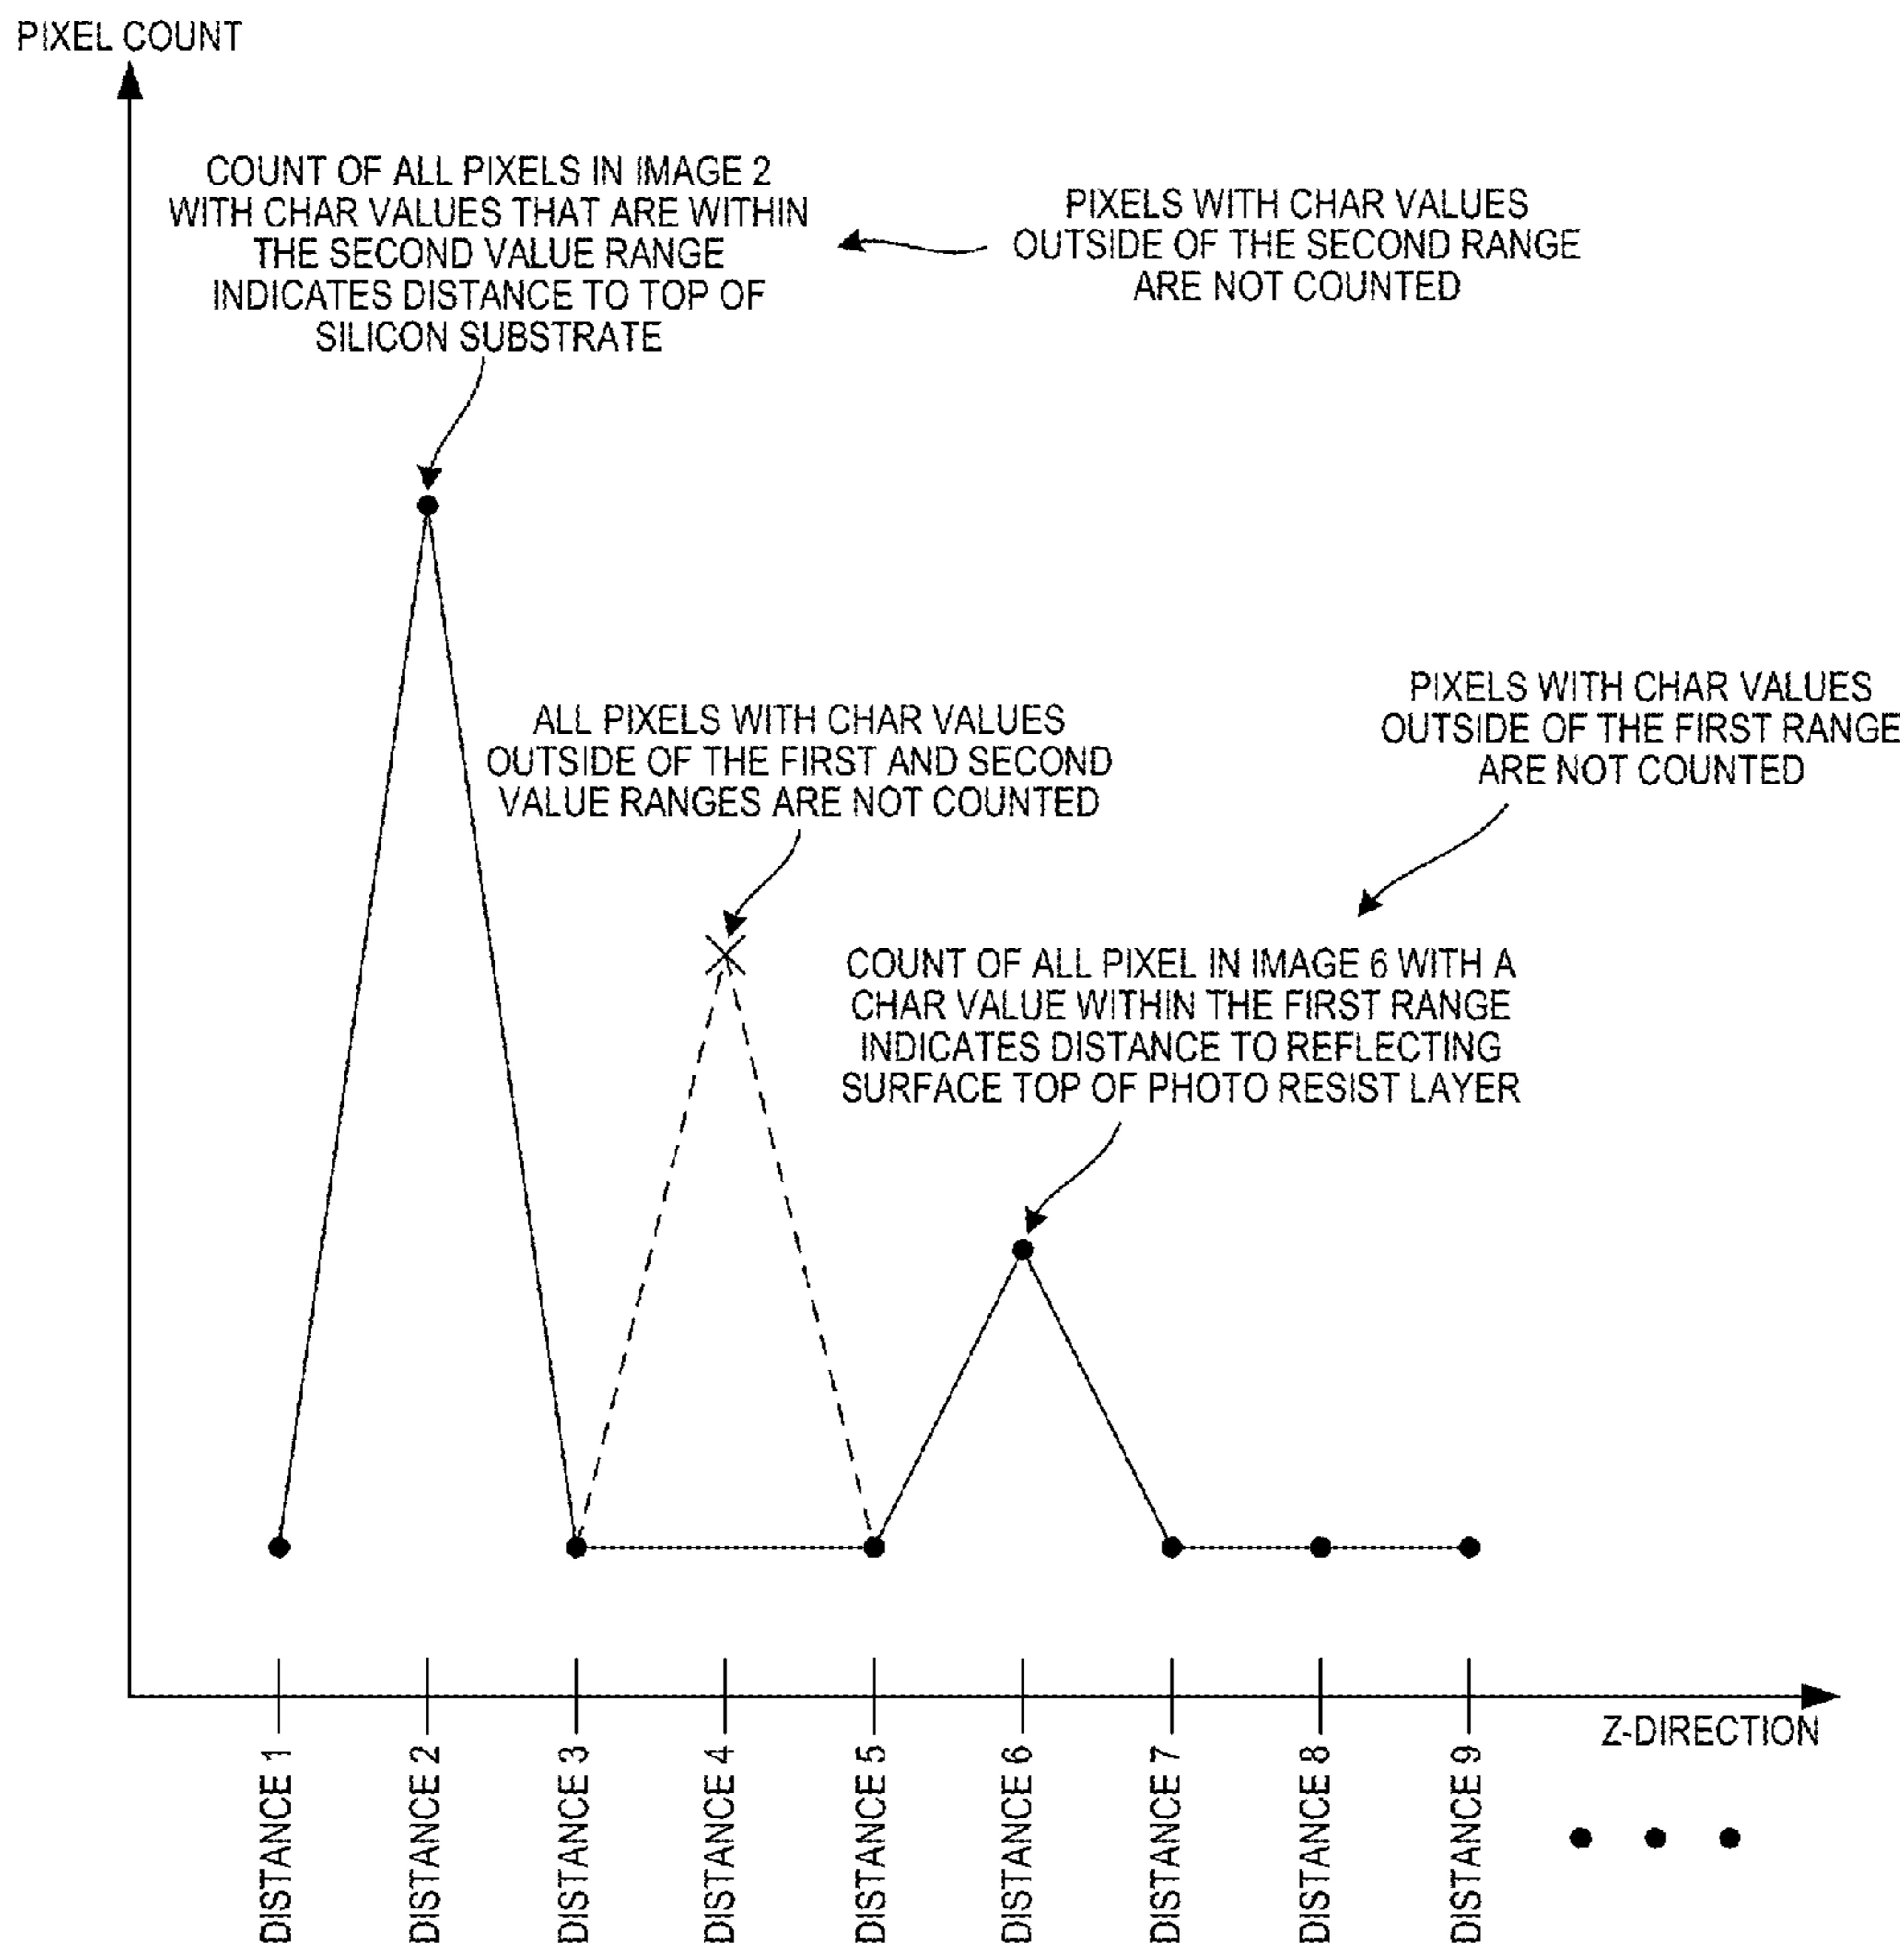 PIXEL COUNT
COUNT OF ALL PIXELS IN IMAGE 2
WITH CHAR VALUES THAT ARE WITHIN
THE SECOND VALUE RANGE
INDICATES DISTANCE TO TOP OF
SILICON SUBSTRATE
PIXELS WITH CHAR VALUES
OUTSIDE OF THE SECOND RANGE
ARE NOT COUNTED
ALL PIXELS WITH CHAR VALUES
OUTSIDE OF THE FIRST AND SECOND
VALUE RANGES ARE NOT COUNTED
PIXELS WITH CHAR VALUES
OUTSIDE OF THE FIRST RANGE
ARE NOT COUNTED
COUNT OF ALL PIXEL IN IMAGE 6 WITH A
CHAR VALUE WITHIN THE FIRST RANGE
INDICATES DISTANCE TO REFLECTING
SURFACE TOP OF PHOTO RESIST LAYER
Z-DIRECTION
DISTANCE 1
DISTANCE 2
DISTANCE 3
DISTANCE 4
DISTANCE 5
DISTANCE 6
DISTANCE 7
DISTANCE 8
DISTANCE 9